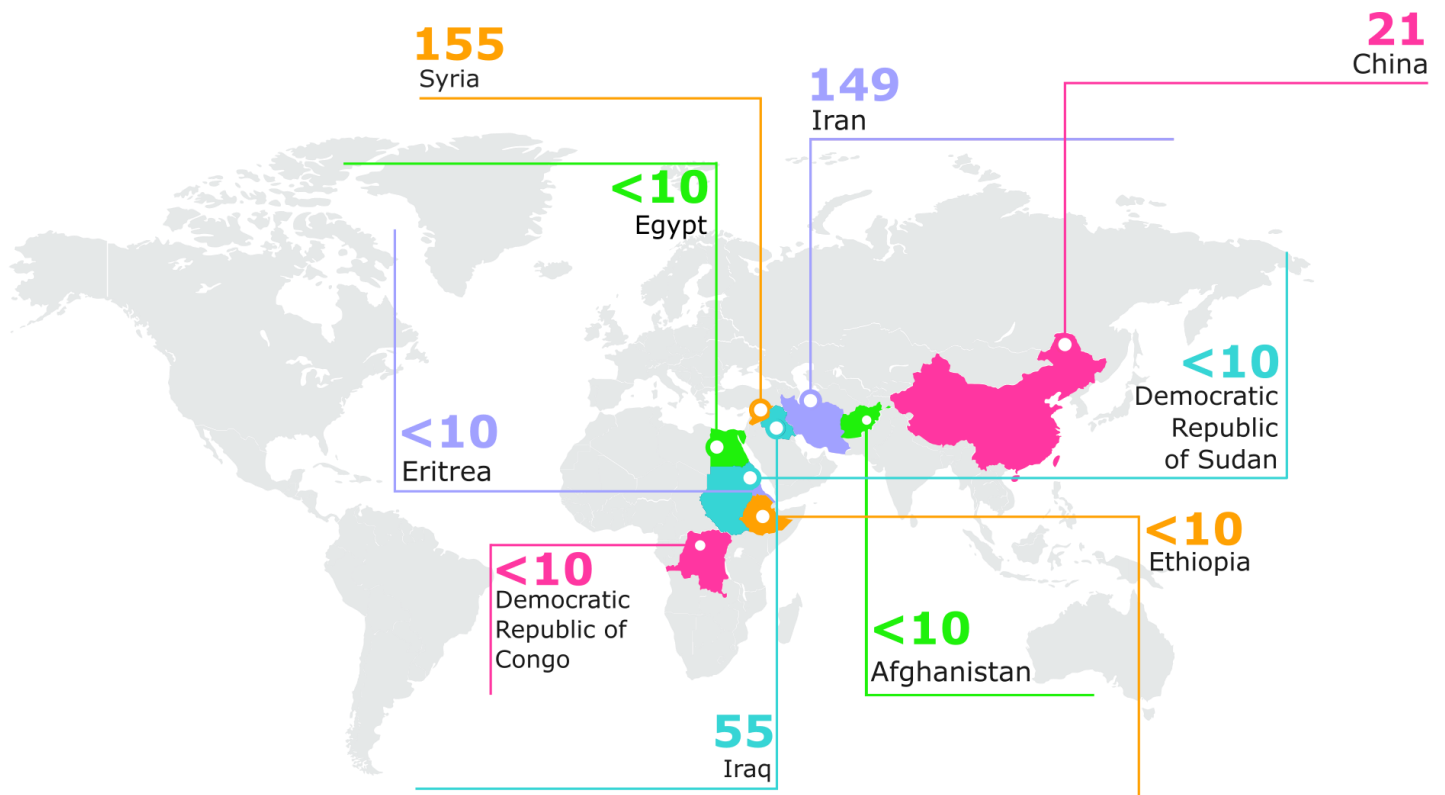 155
Syria
21
China
149
Iran
<10
Egypt
<10
Democratic
Republic
of Sudan
<10
Eritrea
<10
Ethiopia
<10
Democratic
Republic of
Congo
<10
Afghanistan
55
Iraq